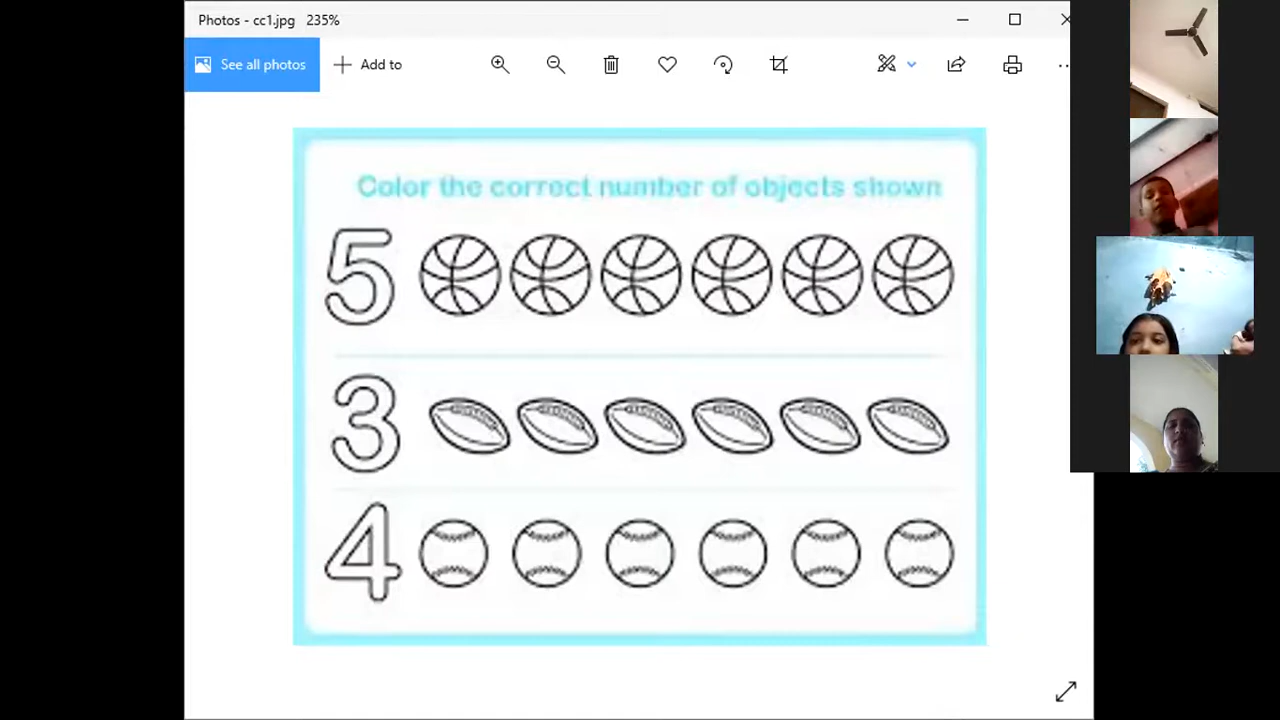 Photos - cc1.jpg 235%
See all photos
Add to
Color the correct number of objects shown
5
3
4